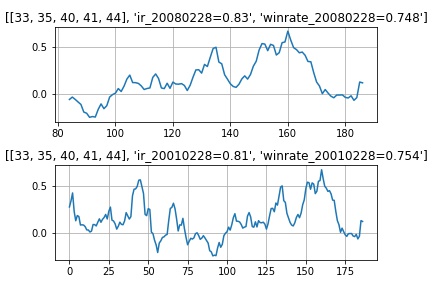 [[33, 35, 40, 41, 44], 'ir_20080228=0.83', 'winrate_20080228=0.748']
0.5
0.0
80 100 120 140 160 180
[[33, 35, 40, 41, 44], 'ir_20010228=0.81', 'winrate_20010228=0.754']
0.5
0.0
0 25 50 75 100 125 150 175